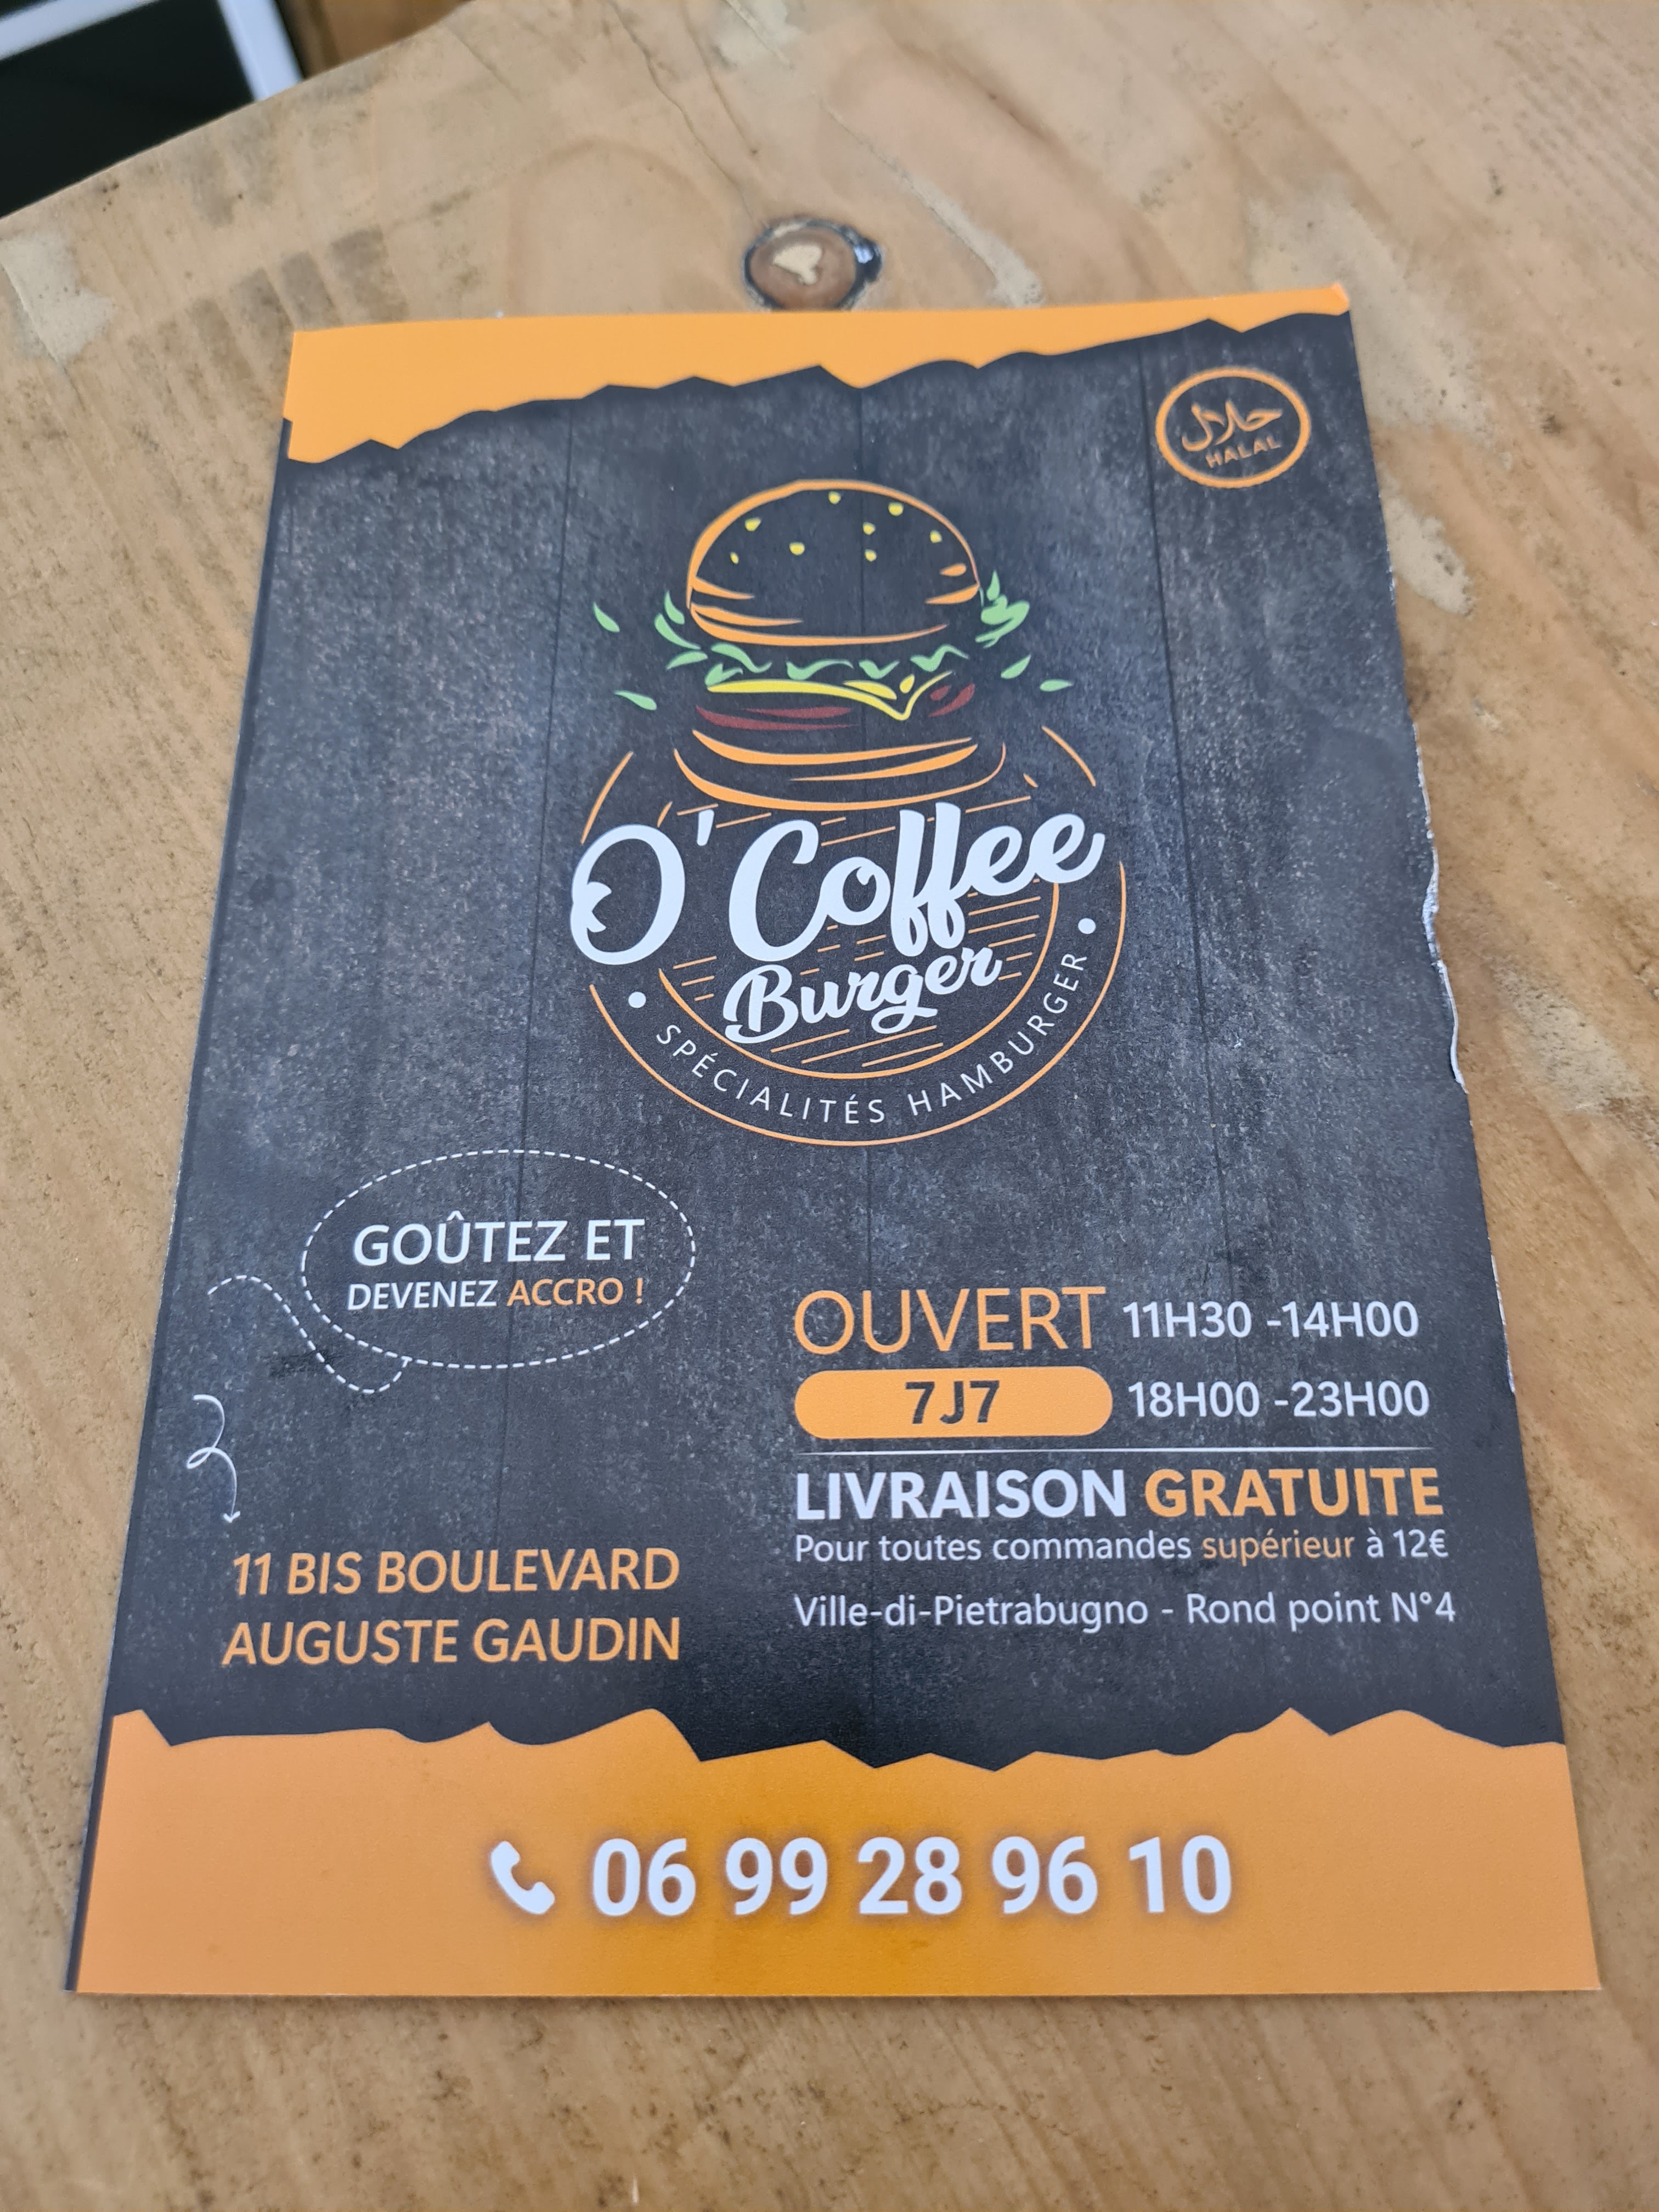 حلال
HALAL
O'Coffee
Burger
• SPÉCIALITÉS HAMBURGER •
GOÛTEZ ET
DEVENEZ ACCRO !
OUVERT 11H30 -14H00
7J7 18H00 -23H00
LIVRAISON GRATUITE
Pour toutes commandes supérieur à 12€
Ville-di-Pietrabugno - Rond point N°4
11 BIS BOULEVARD
AUGUSTE GAUDIN
06 99 28 96 10